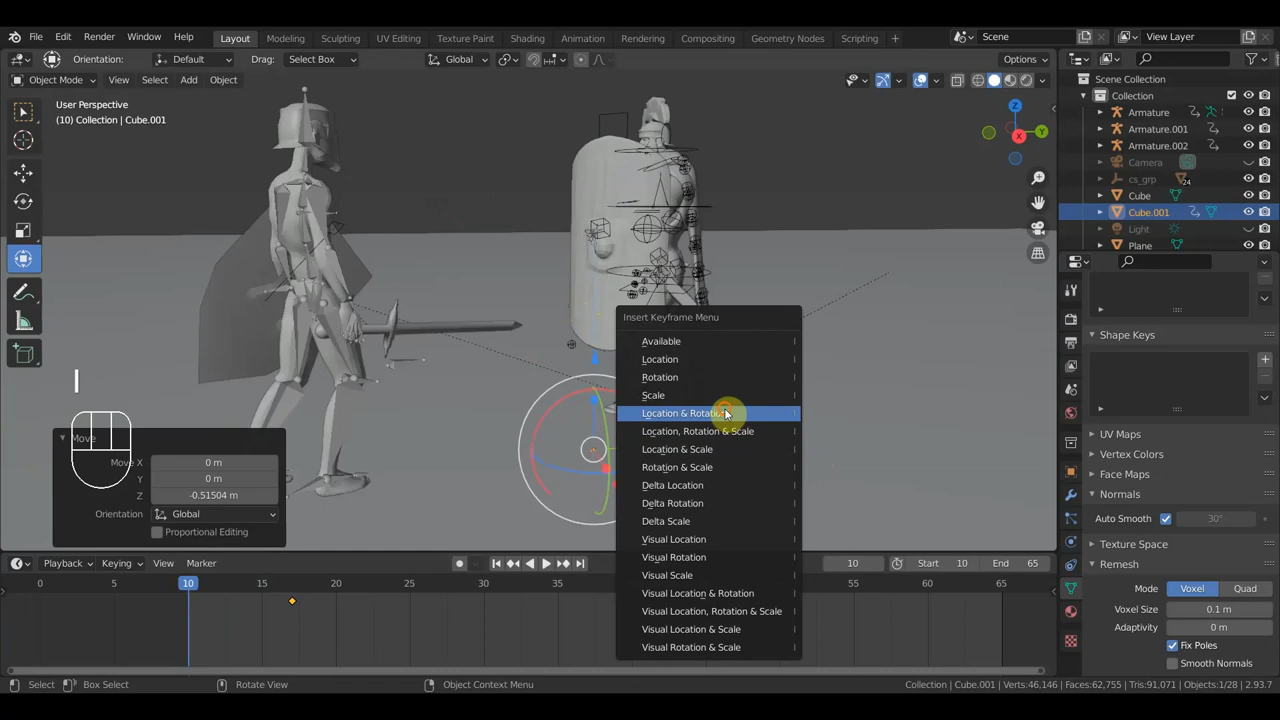 File Edit Render Window Help Layout Modeling Sculpting UV Editing Texture Paint Shading Animation Rendering Compositing Geometry Nodes Scripting + Scene View Layer
Orientation: Default Drag: Select Box Global Options
Object Mode View Select Add Object
User Perspective
(10) Collection | Cube.001
X Y Z
Scene Collection
Collection
Armature
Armature.001
Armature.002
Camera
cs_grp 24
Cube
Cube.001
Light
Plane
Insert Keyframe Menu
Available I
Location I
Rotation I
Scale I
Location & Rotation I
Location, Rotation & Scale I
Location & Scale I
Rotation & Scale I
Delta Location I
Delta Rotation I
Delta Scale I
Visual Location I
Visual Rotation I
Visual Scale I
Visual Location & Rotation I
Visual Location, Rotation & Scale I
Visual Location & Scale I
Visual Rotation & Scale I
I
Move
Move X 0 m
Y 0 m
Z -0.51504 m
Orientation Global
Proportional Editing
Shape Keys
UV Maps
Vertex Colors
Face Maps
Normals
Auto Smooth 30°
Texture Space
Remesh
Mode Voxel Quad
Voxel Size 0.1 m
Adaptivity 0 m
Fix Poles
Smooth Normals
Playback Keying View Marker 10 Start 10 End 65
0 5 10 15 20 25 30 35 55 60 65
Select Box Select Rotate View Object Context Menu Collection | Cube.001 | Verts:46,146 | Faces:62,755 | Tris:91,071 | Objects:1/28 | 2.93.7